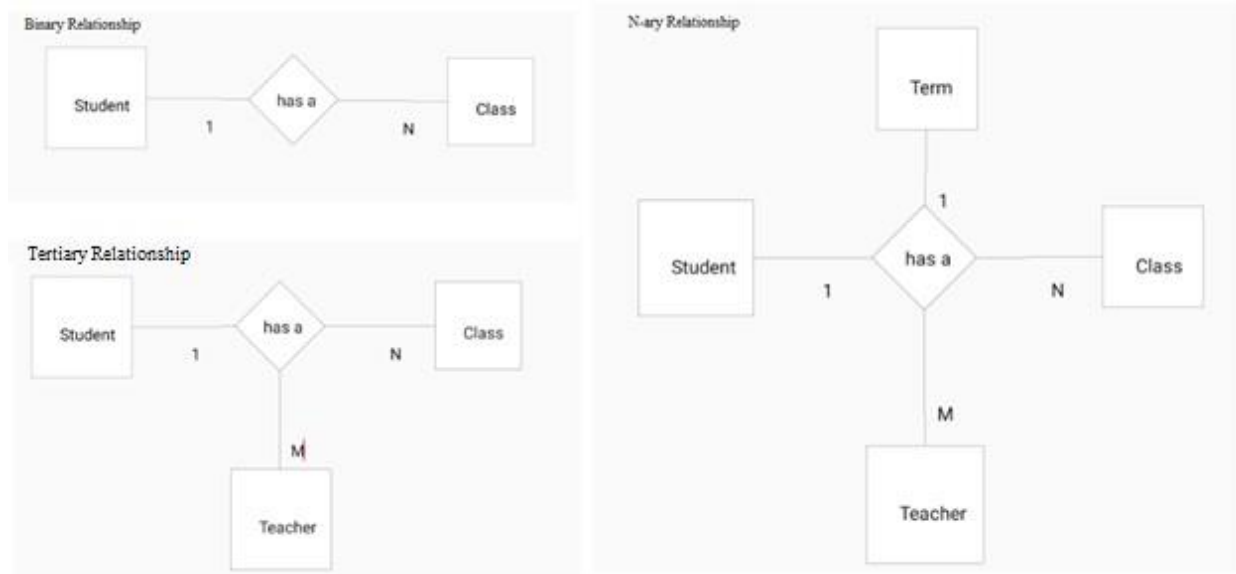 Binary Relationship
Student
has a
Class
1
N
Tertiary Relationship
Student
has a
Class
1
N
M
Teacher
N-ary Relationship
Term
1
Student
has a
Class
1
N
M
Teacher